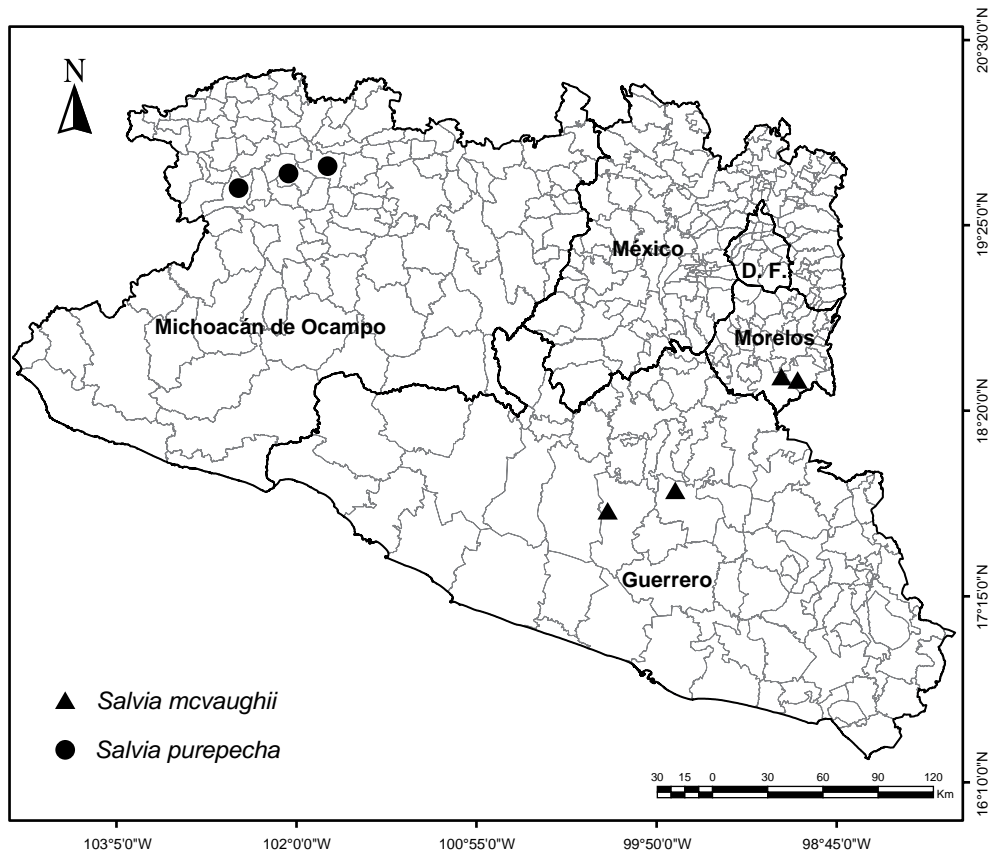 N
México
D. F.
Michoacán de Ocampo
Morelos
Guerrero
Salvia mcvaughii
Salvia purepecha
30 15 0 30 60 90 120
Km
20°30'0"N
19°25'0"N
18°20'0"N
17°15'0"N
16°10'0"N
103°5'0"W 102°0'0"W 100°55'0"W 99°50'0"W 98°45'0"W